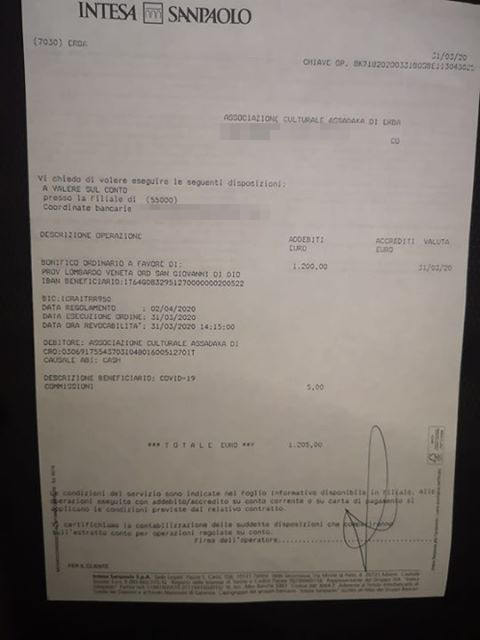 INTESA SANPAOLO
(7030) ERBA
31/03/20
CHIAVE OP.
ASSOCIAZIONE CULTURALE ASSADAKA DI ERBA
CO
Vi chiedo di volere eseguire le seguenti disposizioni:
A VALERE SUL CONTO
presso la filiale di (55000)
Coordinate bancarie
DESCRIZIONE OPERAZIONE ADDEBITI ACCREDITI VALUTA
EURO EURO
BONIFICO ORDINARIO A FAVORE DI: 1.200,00 31/03/20
PROV LOMBARDO VENETA ORD SAN GIOVANNI DI DIO
IBAN BENEFICIARIO:IT64G0832951270000000200522
BIC:ICRAITRR950
DATA REGOLAMENTO : 02/04/2020
DATA ESECUZIONE ORDINE: 31/03/2020
DATA ORA REVOCABILITA': 31/03/2020 14:15:00
DEBITORE: ASSOCIAZIONE CULTURALE ASSADAKA DI
CRO:0306917554370310480160051270IT
CAUSALE ABI: CASH
DESCRIZIONE BENEFICIARIO: COVID-19
COMMISSIONI 5,00
*** T O T A L E EURO *** 1.205,00
condizioni del servizio sono indicate nel Foglio Informativo disponibile in filiale. Alle
operazioni eseguite con addebito/accredito su conto corrente o su carta di pagamento si
applicano le condizioni previste dal relativo contratto.
certifichiamo la contabilizzazione delle suddette disposizioni che compariranno
sull'estratto conto per operazioni regolate su conto.
Firma dell'operatore
PER IL CLIENTE
Intesa Sanpaolo S.p.A.